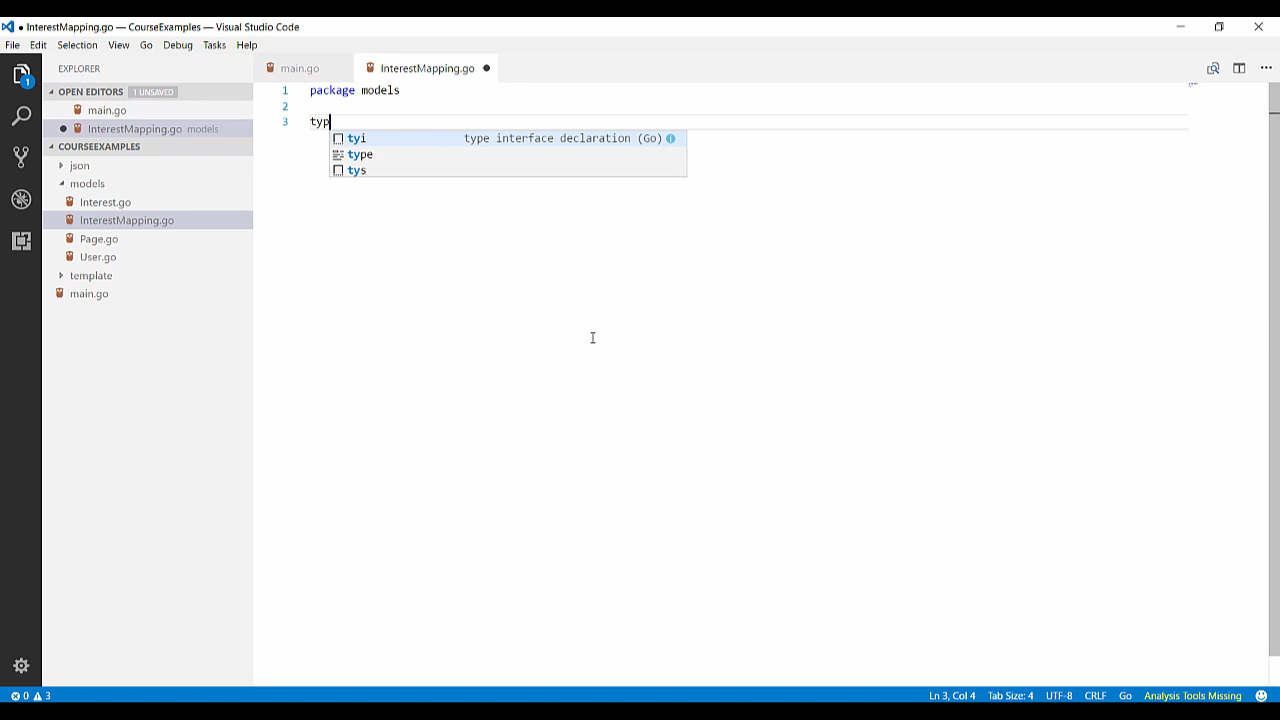 ● InterestMapping.go — CourseExamples — Visual Studio Code
File Edit Selection View Go Debug Tasks Help
EXPLORER
OPEN EDITORS 1 UNSAVED
main.go
InterestMapping.go models
COURSEEXAMPLES
json
models
Interest.go
InterestMapping.go
Page.go
User.go
template
main.go
1
main.go InterestMapping.go ●
1 package models
2
3 typ
tyi type interface declaration (Go)
type
tys
0 3
Ln 3, Col 4 Tab Size: 4 UTF-8 CRLF Go Analysis Tools Missing